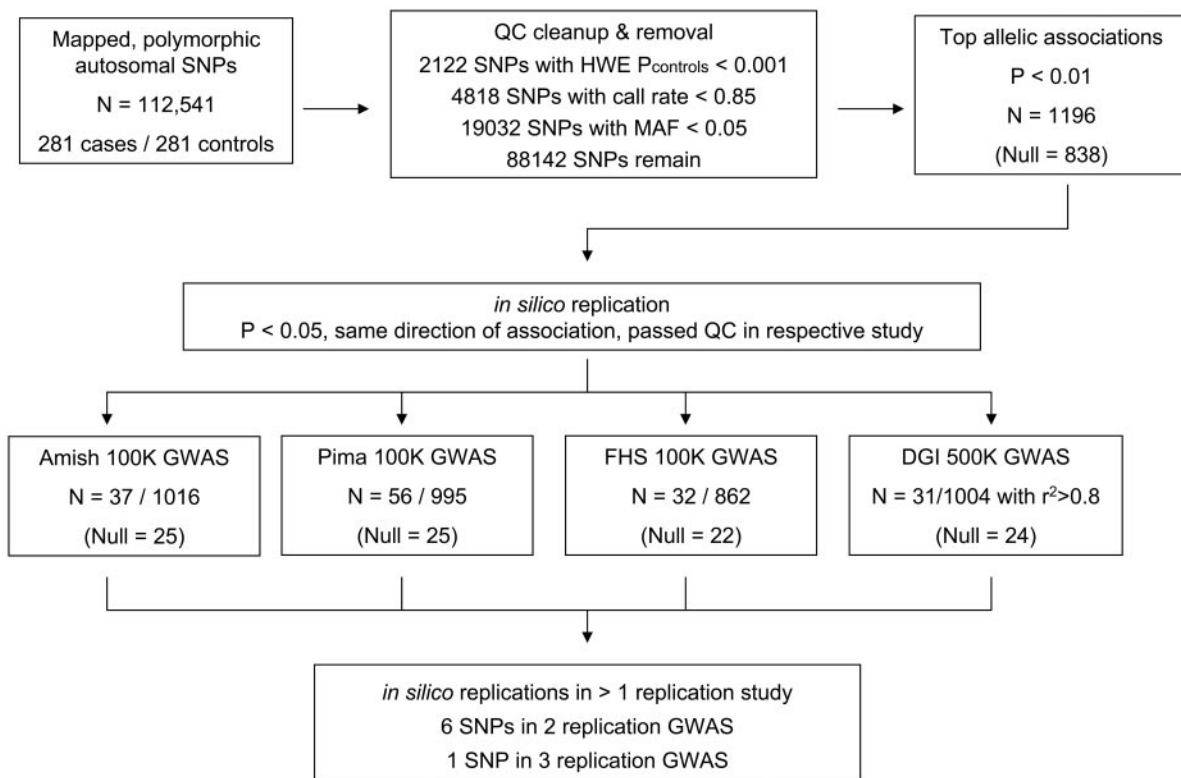 Mapped, polymorphic
autosomal SNPs
N = 112,541
281 cases / 281 controls
QC cleanup & removal
2122 SNPs with HWE Pcontrols < 0.001
4818 SNPs with call rate < 0.85
19032 SNPs with MAF < 0.05
88142 SNPs remain
Top allelic associations
P < 0.01
N = 1196
(Null = 838)
in silico replication
P < 0.05, same direction of association, passed QC in respective study
Amish 100K GWAS
N = 37 / 1016
(Null = 25)
Pima 100K GWAS
N = 56 / 995
(Null = 25)
FHS 100K GWAS
N = 32 / 862
(Null = 22)
DGI 500K GWAS
N = 31/1004 with r²>0.8
(Null = 24)
in silico replications in > 1 replication study
6 SNPs in 2 replication GWAS
1 SNP in 3 replication GWAS